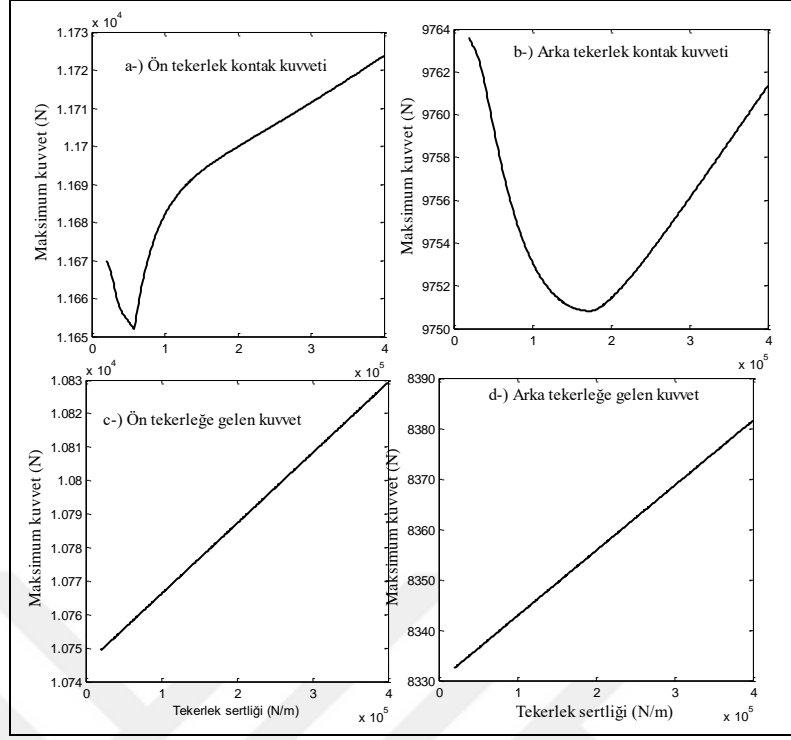 a-) Ön tekerlek kontak kuvveti
x 10^4
1.173
1.172
1.171
1.17
1.169
1.168
1.167
1.166
1.165
Maksimum kuvvet (N)
0 1 2 3 4
x 10^5
b-) Arka tekerlek kontak kuvveti
9764
9762
9760
9758
9756
9754
9752
9750
Maksimum kuvvet (N)
0 1 2 3 4
x 10^5
c-) Ön tekerleğe gelen kuvvet
x 10^4
1.083
1.082
1.081
1.08
1.079
1.078
1.077
1.076
1.075
1.074
Maksimum kuvvet (N)
0 1 2 3 4
Tekerlek sertliği (N/m)
x 10^5
d-) Arka tekerleğe gelen kuvvet
8390
8380
8370
8360
8350
8340
8330
Maksimum kuvvet (N)
0 1 2 3 4
Tekerlek sertliği (N/m)
x 10^5